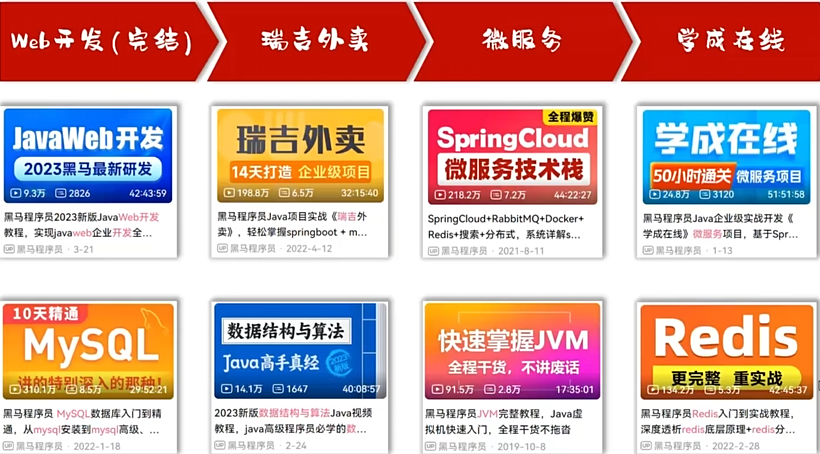 Web开发(完结)
瑞吉外卖
微服务
学成在线
JavaWeb开发
2023黑马最新研发
9.3万 2826 42:43:59
黑马程序员2023新版JavaWeb开发
教程，实现javaweb企业开发全...
UP 黑马程序员 · 3-21
瑞吉外卖
14天打造 企业级项目
198.8万 6.5万 32:15:40
黑马程序员Java项目实战《瑞吉外
卖》，轻松掌握springboot + m...
UP 黑马程序员 · 2022-4-12
全程爆赞
SpringCloud
微服务技术栈
218.2万 7.2万 44:22:27
SpringCloud+RabbitMQ+Docker+
Redis+搜索+分布式，系统详解s...
UP 黑马程序员 · 2021-8-11
学成在线
50小时通关 微服务项目
24.8万 3120 51:51:58
黑马程序员Java企业级实战开发《
学成在线》微服务项目，基于Spr...
UP 黑马程序员 · 1-13
10天精通
MySQL
讲的特别深入的那种!
310.1万 8.5万 29:52:21
黑马程序员 MySQL数据库入门到精
通，从mysql安装到mysql高级、...
UP 黑马程序员 · 2022-1-18
数据结构与算法
Java高手真经
14.1万 1647 40:08:57
2023新版数据结构与算法Java视频
教程，java高级程序员必学的数...
UP 黑马程序员 · 2-24
快速掌握JVM
全程干货，不讲废话
91.5万 2.8万 17:35:01
黑马程序员JVM完整教程，Java虚
拟机快速入门，全程干货不拖沓
UP 黑马程序员 · 2019-10-8
Redis
更完整 重实战
134.2万 5.3万 42:45:37
黑马程序员Redis入门到实战教程，
深度透析redis底层原理+redis分...
UP 黑马程序员 · 2022-2-28